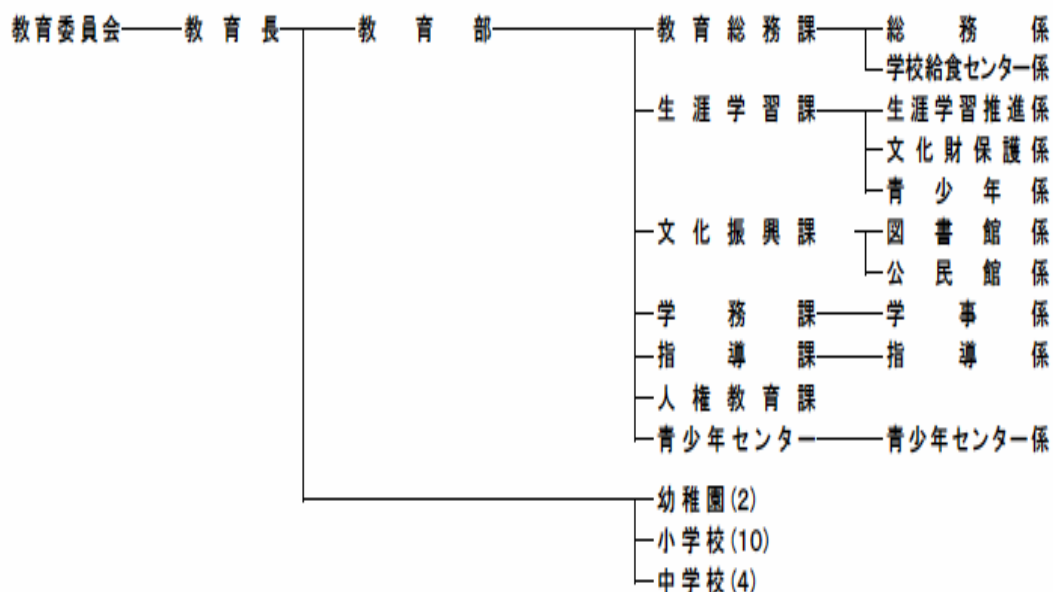 教育委員会 教育長 教育部 教育総務課 総務係
学校給食センター係
生涯学習課 生涯学習推進係
文化財保護係
青少年係
文化振興課 図書館係
公民館係
学務課 学事係
指導課 指導係
人権教育課
青少年センター 青少年センター係
幼稚園(2)
小学校(10)
中学校(4)